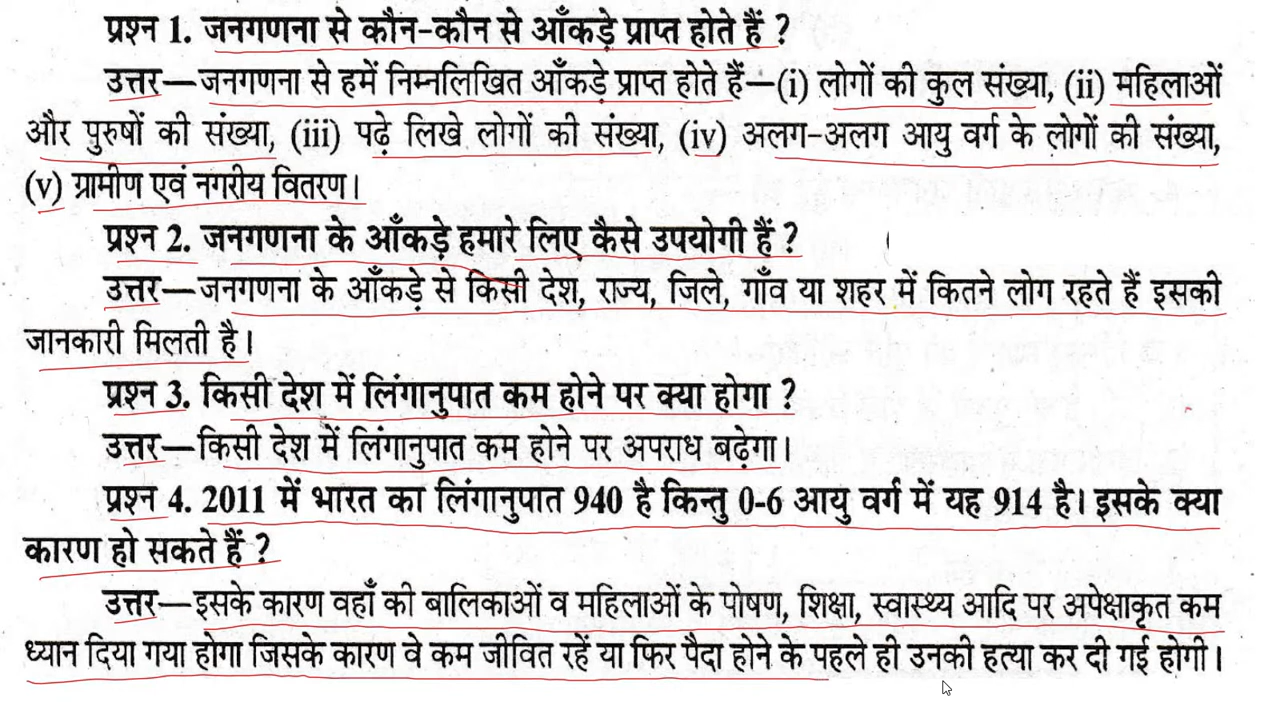 प्रश्न 1. जनगणना से कौन-कौन से आँकड़े प्राप्त होते हैं ?
उत्तर—जनगणना से हमें निम्नलिखित आँकड़े प्राप्त होते हैं—(i) लोगों की कुल संख्या, (ii) महिलाओं
और पुरुषों की संख्या, (iii) पढ़े लिखे लोगों की संख्या, (iv) अलग-अलग आयु वर्ग के लोगों की संख्या,
(v) ग्रामीण एवं नगरीय वितरण।
प्रश्न 2. जनगणना के आँकड़े हमारे लिए कैसे उपयोगी हैं ?
उत्तर—जनगणना के आँकड़े से किसी देश, राज्य, जिले, गाँव या शहर में कितने लोग रहते हैं इसकी
जानकारी मिलती है।
प्रश्न 3. किसी देश में लिंगानुपात कम होने पर क्या होगा ?
उत्तर—किसी देश में लिंगानुपात कम होने पर अपराध बढ़ेगा।
प्रश्न 4. 2011 में भारत का लिंगानुपात 940 है किन्तु 0-6 आयु वर्ग में यह 914 है। इसके क्या
कारण हो सकते हैं ?
उत्तर—इसके कारण वहाँ की बालिकाओं व महिलाओं के पोषण, शिक्षा, स्वास्थ्य आदि पर अपेक्षाकृत कम
ध्यान दिया गया होगा जिसके कारण वे कम जीवित रहें या फिर पैदा होने के पहले ही उनकी हत्या कर दी गई होगी।